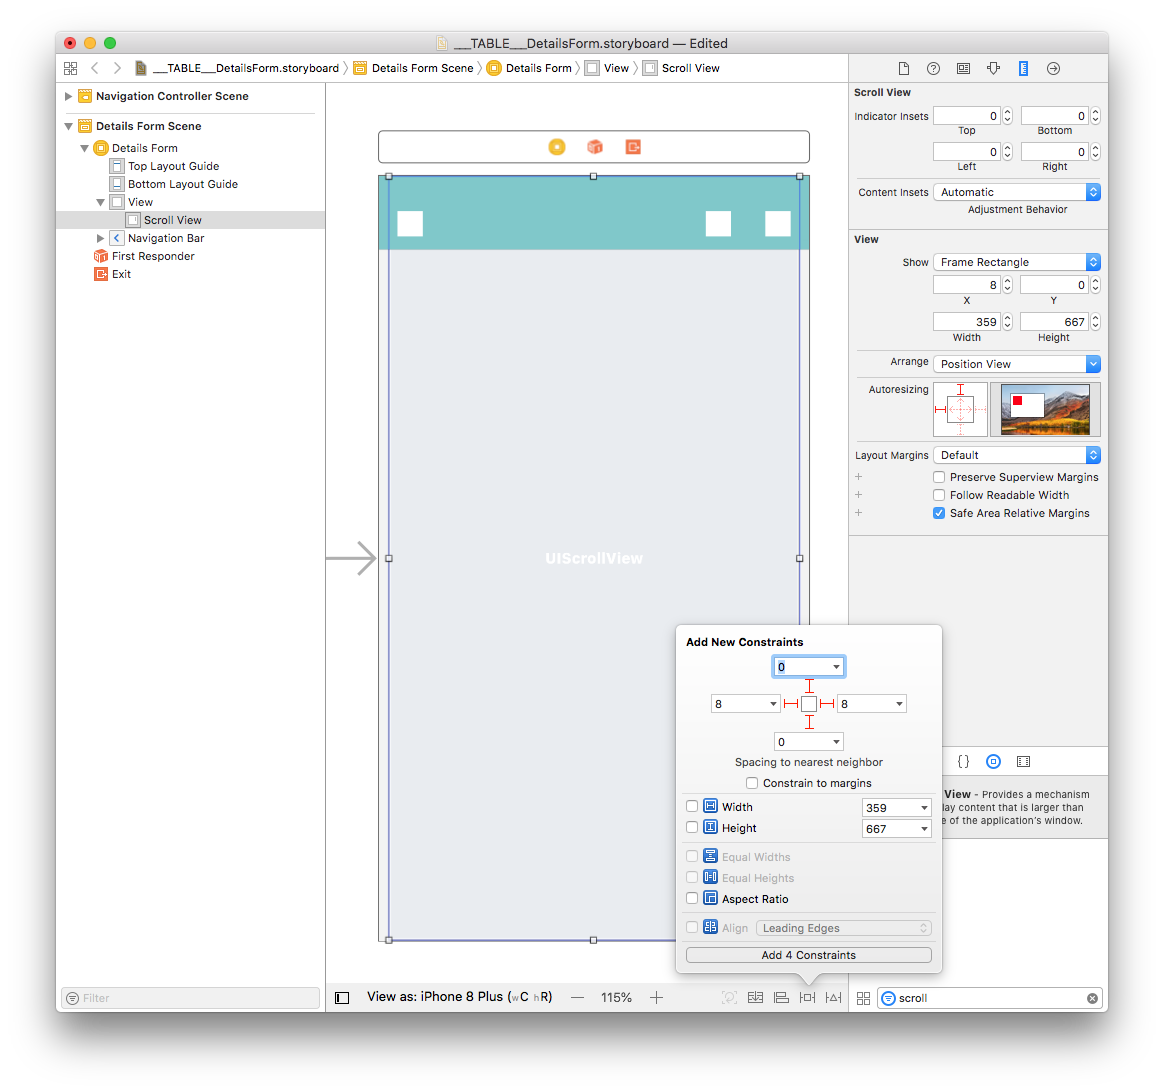 ___TABLE___DetailsForm.storyboard — Edited
___TABLE___DetailsForm.storyboard
Details Form Scene
Details Form
View
Scroll View
Navigation Controller Scene
Details Form Scene
Details Form
Top Layout Guide
Bottom Layout Guide
View
Scroll View
Navigation Bar
First Responder
Exit
Filter
UIScrollView
View as: iPhone 8 Plus (wC hR)
115%
Add New Constraints
0
8
8
0
Spacing to nearest neighbor
Constrain to margins
Width 359
Height 667
Equal Widths
Equal Heights
Aspect Ratio
Align Leading Edges
Add 4 Constraints
Scroll View
Indicator Insets 0 0
Top Bottom
0 0
Left Right
Content Insets Automatic
Adjustment Behavior
View
Show Frame Rectangle
8 0
X Y
359 667
Width Height
Arrange Position View
Autoresizing
Layout Margins Default
Preserve Superview Margins
Follow Readable Width
Safe Area Relative Margins
{}
View - Provides a mechanism
lay content that is larger than
e of the application's window.
scroll